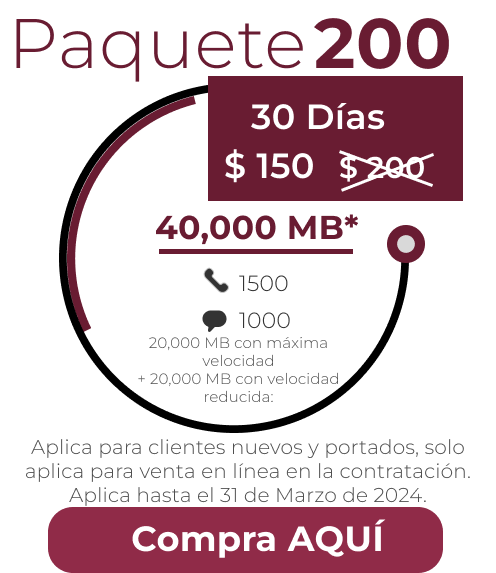 Paquete 200
30 Días
$ 150 $ 200
40,000 MB*
1500
1000
20,000 MB con máxima
velocidad
+ 20,000 MB con velocidad
reducida:
Aplica para clientes nuevos y portados, solo
aplica para venta en línea en la contratación.
Aplica hasta el 31 de Marzo de 2024.
Compra AQUÍ